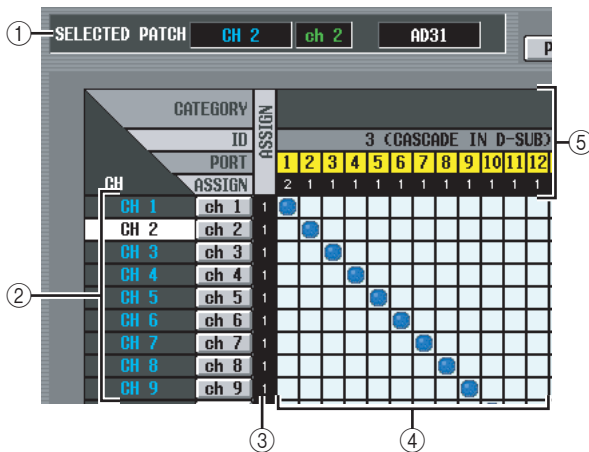 ① SELECTED PATCH CH 2 ch 2 AD31
P
CATEGORY
ID 3 (CASCADE IN D-SUB)
PORT 1 2 3 4 5 6 7 8 9 10 11 12
CH ASSIGN ASSIGN 2 1 1 1 1 1 1 1 1 1 1 1
CH 1 ch 1 1
CH 2 ch 2 1
CH 3 ch 3 1
CH 4 ch 4 1
CH 5 ch 5 1
CH 6 ch 6 1
CH 7 ch 7 1
CH 8 ch 8 1
CH 9 ch 9 1
②
③ ④
⑤